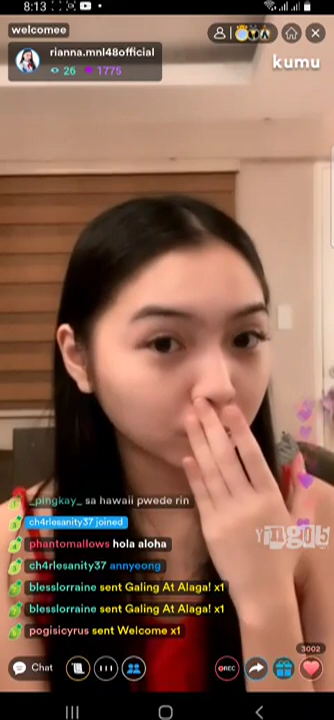 8:13
welcomee
rianna.mnl48official
26 1775
kumu
_pingkay_ sa hawaii pwede rin
ch4rlesanity37 joined
phantomallows hola aloha
ch4rlesanity37 annyeong
blesslorraine sent Galing At Alaga! x1
blesslorraine sent Galing At Alaga! x1
pogisicyrus sent Welcome x1
3002
Chat
REC